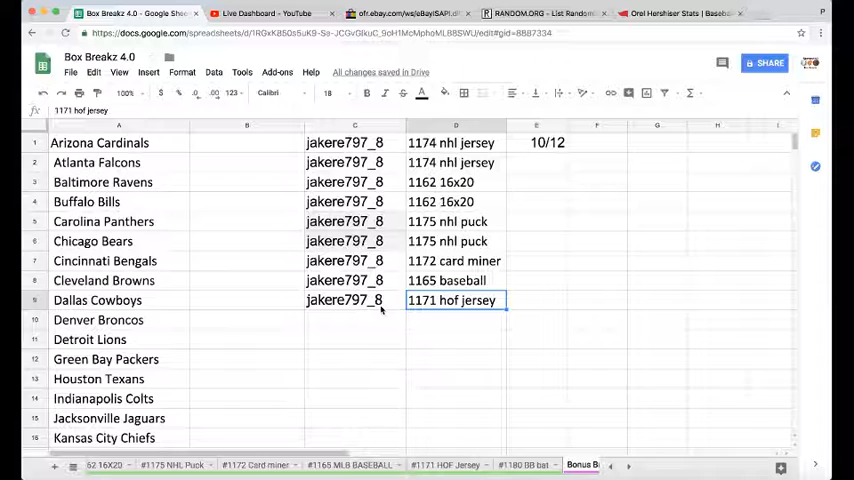 Box Breakz 4.0 - Google Shee
Live Dashboard - YouTube
ofr.ebay.com/ws/eBayISAPI.dl
RANDOM.ORG - List Random
Orel Hershiser Stats | Baseba
https://docs.google.com/spreadsheets/d/
/edit#gid=8887334
Box Breakz 4.0
File Edit View Insert Format Data Tools Add-ons Help All changes saved in Drive
SHARE
100% $ % .0 .00 123 Calibri 18 B I S A
fx 1171 hof jersey
A B C D E F G H I
1 Arizona Cardinals jakere797_8 1174 nhl jersey 10/12
2 Atlanta Falcons jakere797_8 1174 nhl jersey
3 Baltimore Ravens jakere797_8 1162 16x20
4 Buffalo Bills jakere797_8 1162 16x20
5 Carolina Panthers jakere797_8 1175 nhl puck
6 Chicago Bears jakere797_8 1175 nhl puck
7 Cincinnati Bengals jakere797_8 1172 card miner
8 Cleveland Browns jakere797_8 1165 baseball
9 Dallas Cowboys jakere797_8 1171 hof jersey
10 Denver Broncos
11 Detroit Lions
12 Green Bay Packers
13 Houston Texans
14 Indianapolis Colts
15 Jacksonville Jaguars
16 Kansas City Chiefs
62 16X20 #1175 NHL Puck #1172 Card miner #1165 MLB BASEBALL #1171 HOF Jersey #1180 BB bat Bonus B